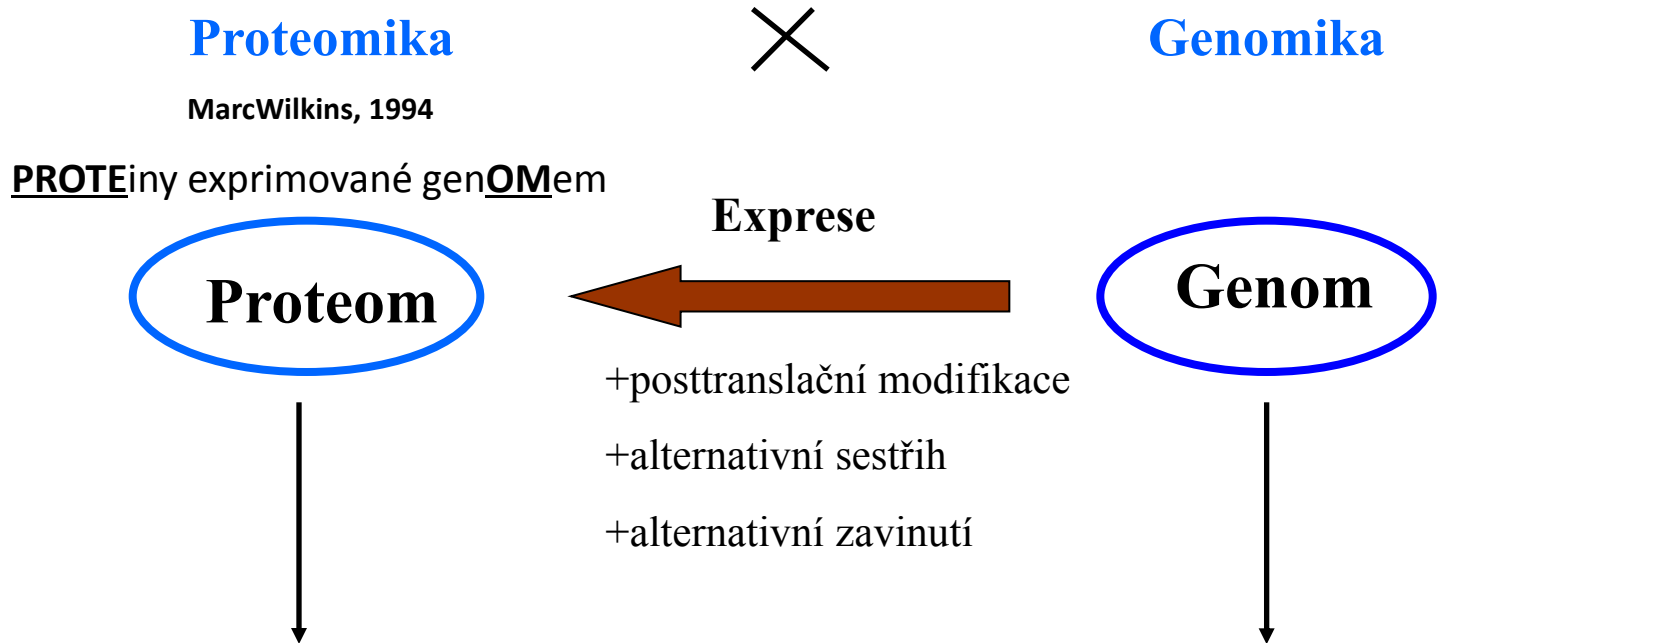 Proteomika
Genomika
MarcWilkins, 1994
PROTEiny exprimované genOMem
Exprese
Proteom
Genom
+posttranslační modifikace
+alternativní sestřih
+alternativní zavinutí